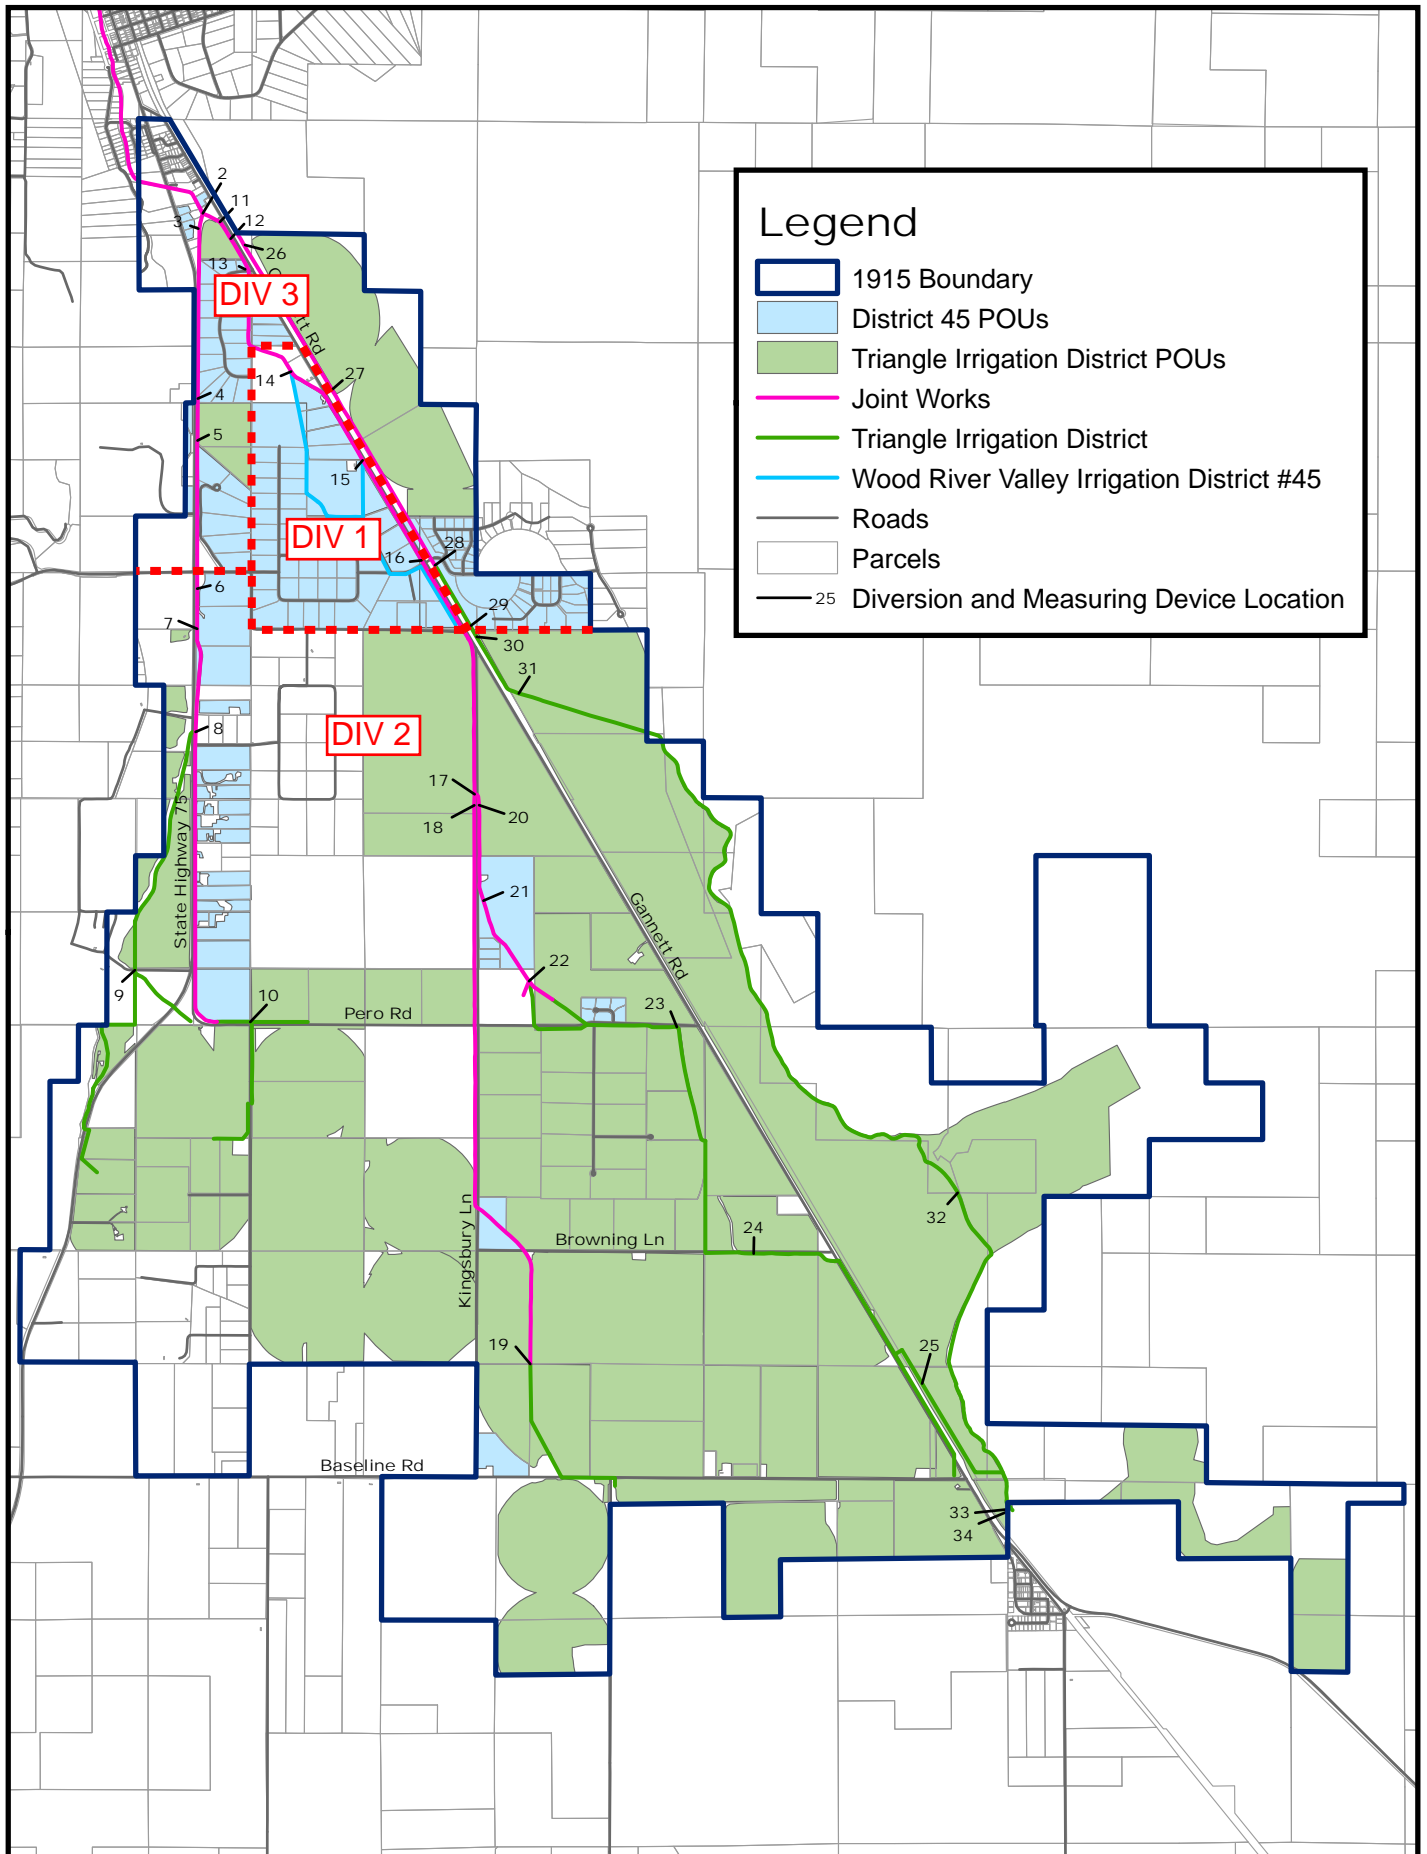 2
11
3
12
26
13
DIV 3
G
tt Rd
14
27
4
5
15
DIV 1
16
28
6
7
29
30
31
DIV 2
8
17
18
20
State Highway 75
21
Gannett Rd
9
22
10
23
Pero Rd
32
24
Browning Ln
Kingsbury Ln
19
25
Baseline Rd
33
34
Legend
1915 Boundary
District 45 POUs
Triangle Irrigation District POUs
Joint Works
Triangle Irrigation District
Wood River Valley Irrigation District #45
Roads
Parcels
25 Diversion and Measuring Device Location